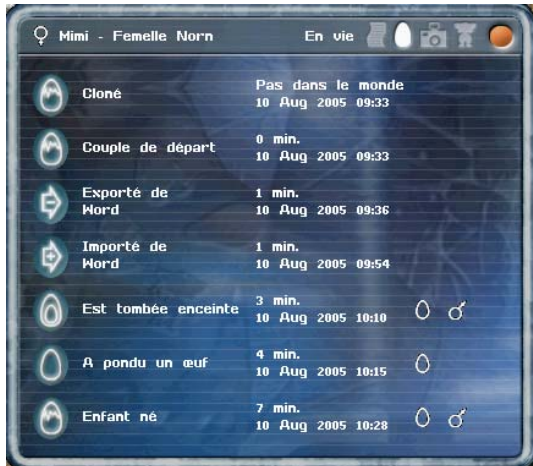 Mimi - Femelle Norn
En vie
Cloné
Pas dans le monde
10 Aug 2005 09:33
Couple de départ
0 min.
10 Aug 2005 09:33
Exporté de
Word
1 min.
10 Aug 2005 09:36
Importé de
Word
1 min.
10 Aug 2005 09:54
Est tombée enceinte
3 min.
10 Aug 2005 10:10
A pondu un œuf
4 min.
10 Aug 2005 10:15
Enfant né
7 min.
10 Aug 2005 10:28